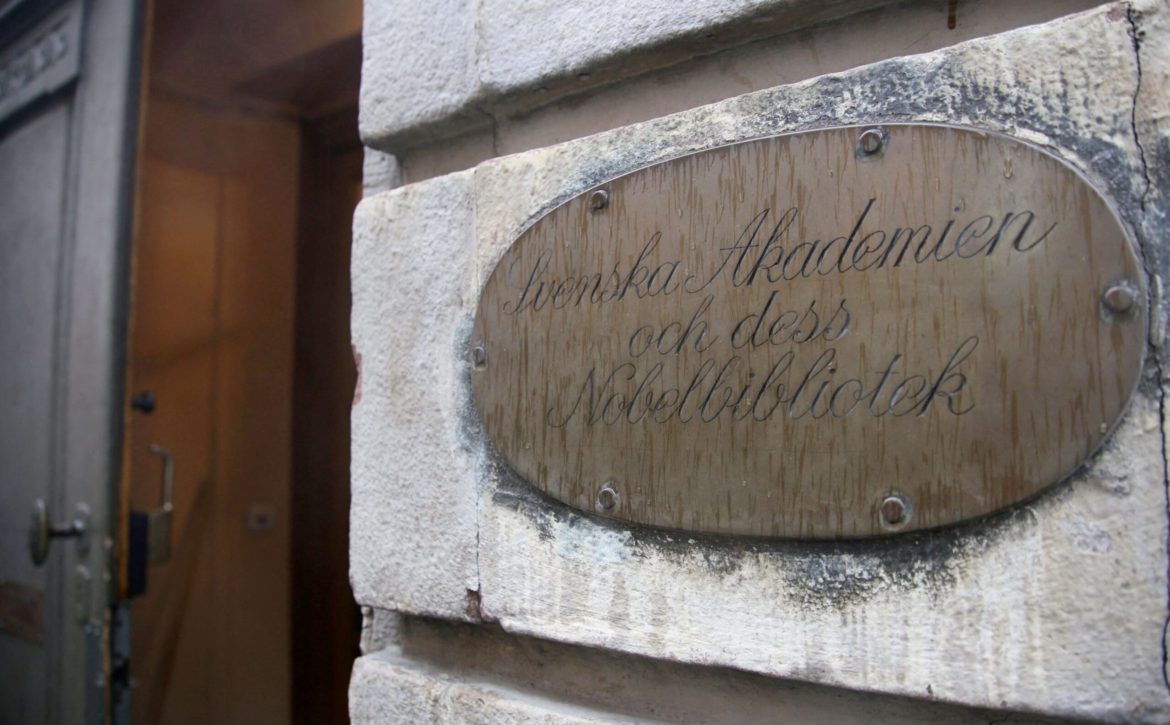 Svenska Akademien
och dess
Nobelbibliotek